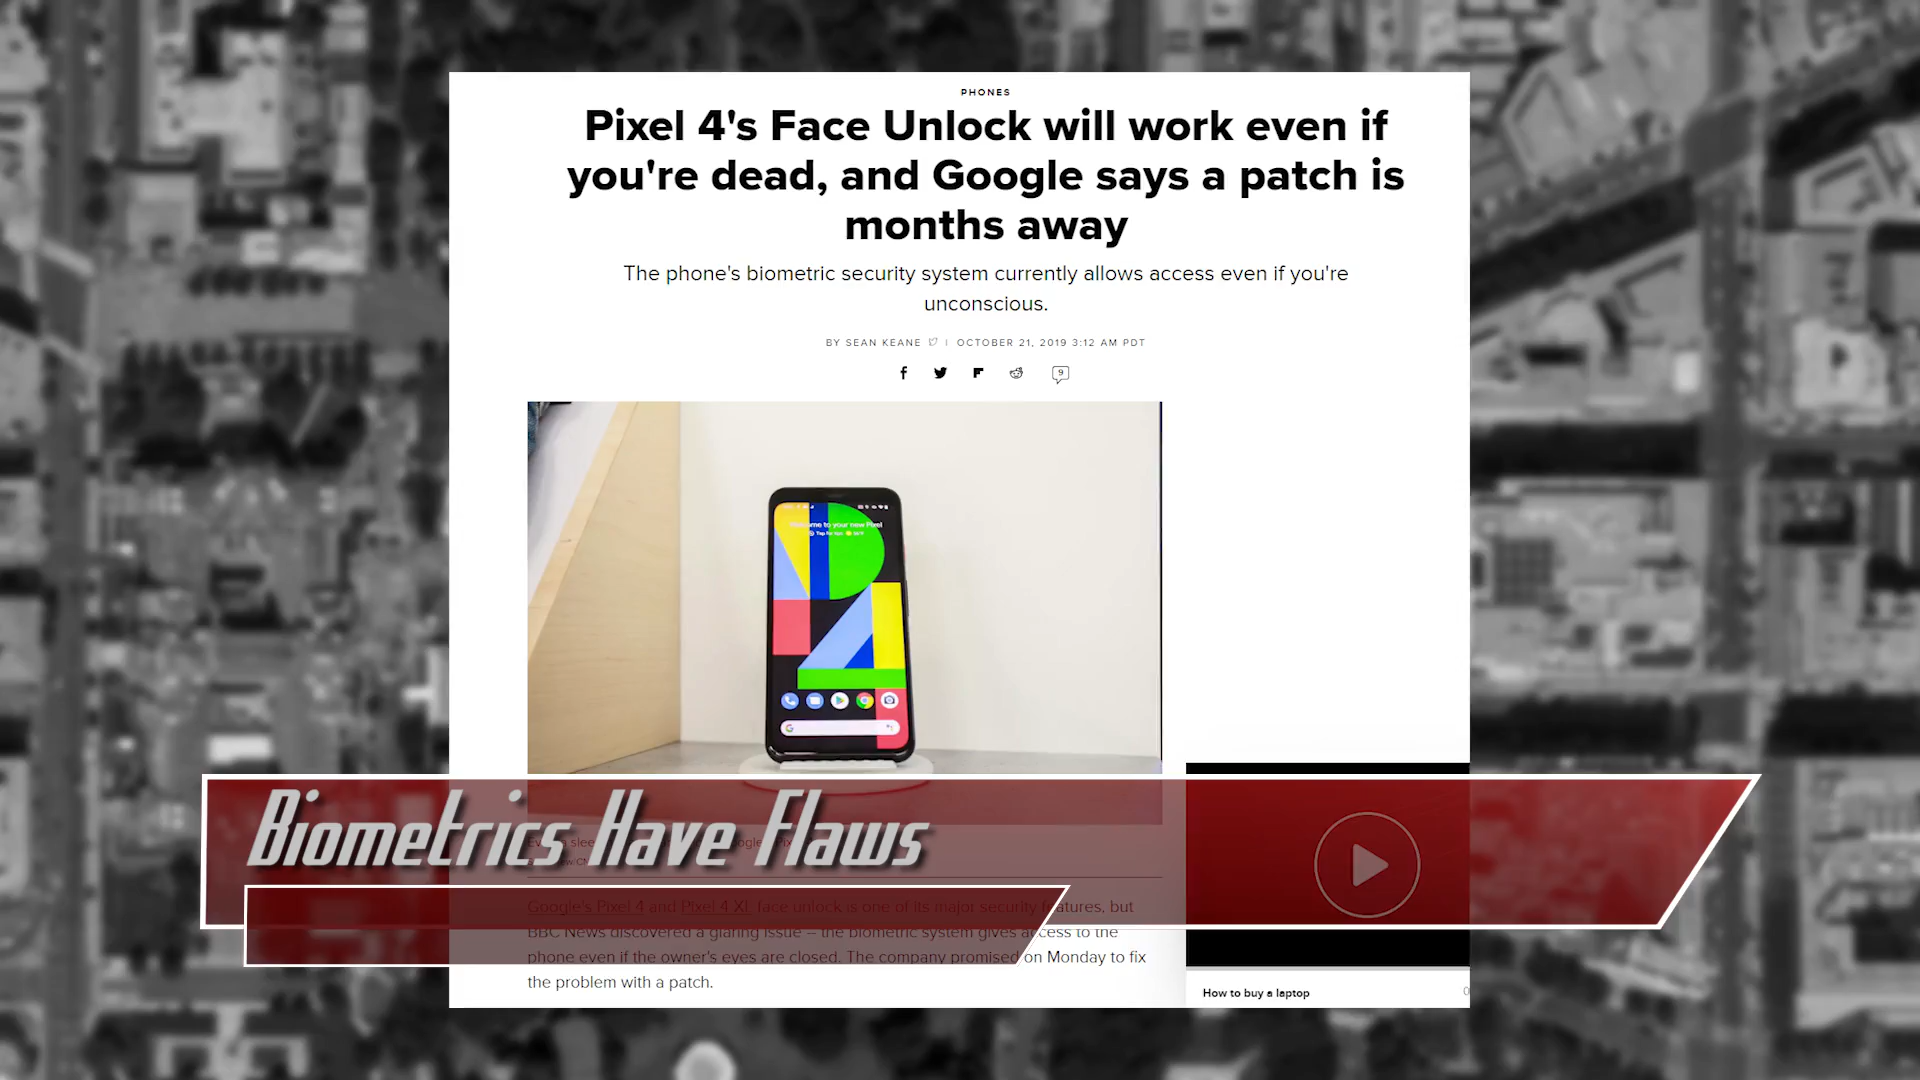 PHONES
Pixel 4's Face Unlock will work even if
you're dead, and Google says a patch is
months away
The phone's biometric security system currently allows access even if you're
unconscious.
BY SEAN KEANE | OCTOBER 21, 2019 3:12 AM PDT
9
Welcome to your new Pixel
Biometrics Have Flaws
Google's Pixel 4 and Pixel 4 XL face unlock is one of its major security features, but
BBC News discovered a glaring issue – the biometric system gives access to the
phone even if the owner's eyes are closed. The company promised on Monday to fix
the problem with a patch.
How to buy a laptop